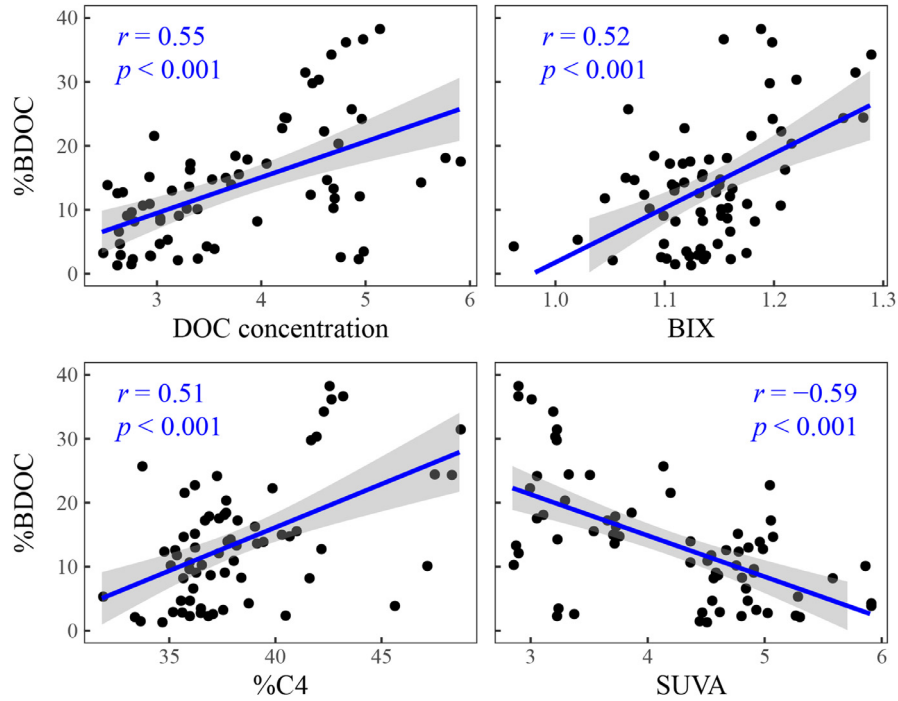 40
30
20
10
0
%BDOC
r = 0.55
p < 0.001
3
4
5
6
DOC concentration
r = 0.52
p < 0.001
1.0
1.1
1.2
1.3
BIX
40
30
20
10
0
%BDOC
r = 0.51
p < 0.001
35
40
45
%C4
r = −0.59
p < 0.001
3
4
5
6
SUVA